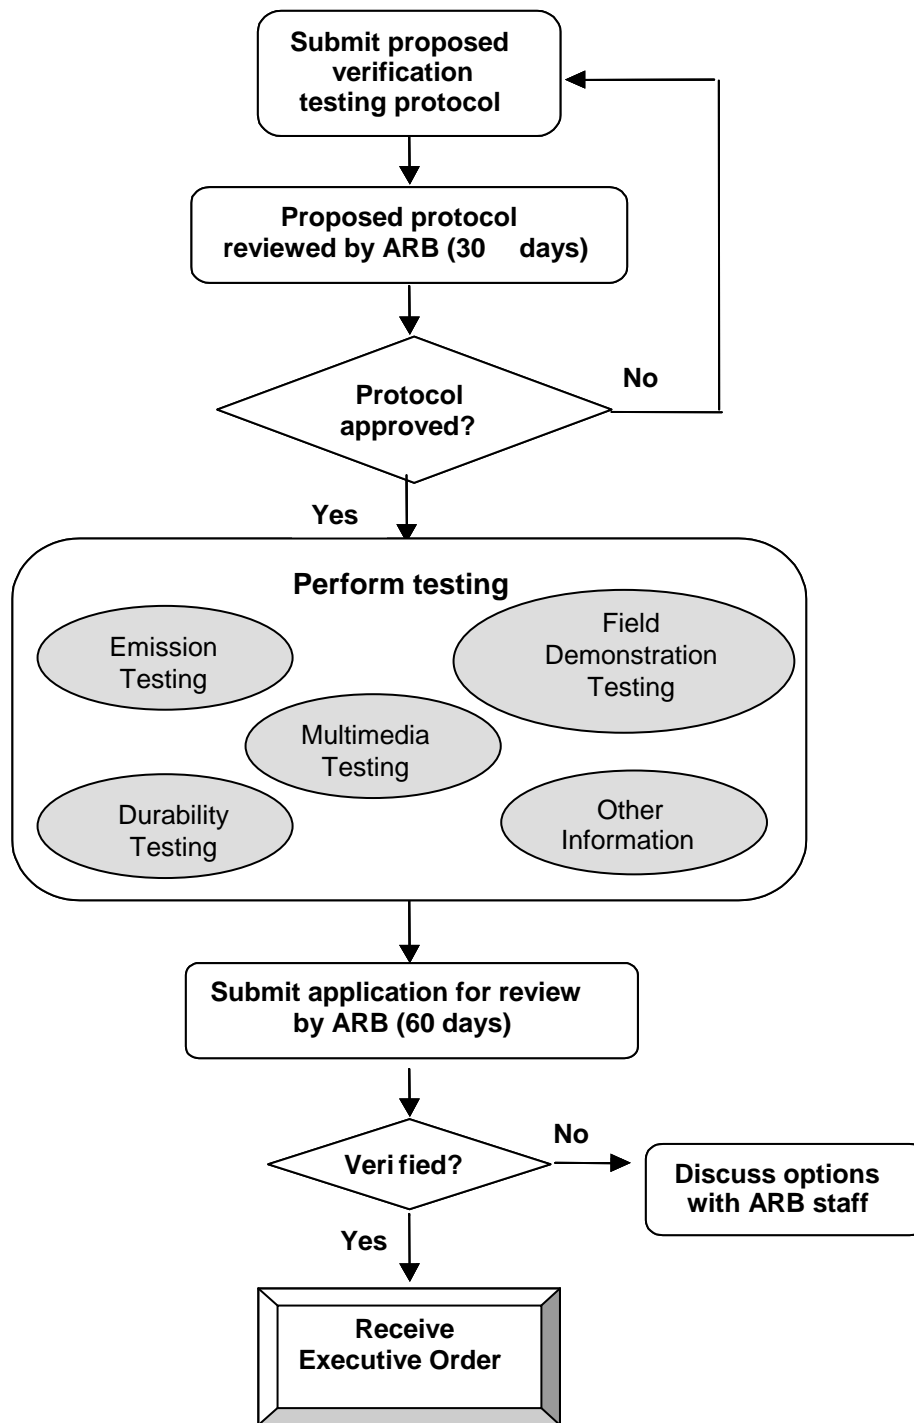 Submit proposed
verification
testing protocol
Proposed protocol
reviewed by ARB (30 days)
No
Protocol
approved?
Yes
Perform testing
Emission
Testing
Field
Demonstration
Testing
Multimedia
Testing
Durability
Testing
Other
Information
Submit application for review
by ARB (60 days)
No
Verified?
Discuss options
with ARB staff
Yes
Receive
Executive Order